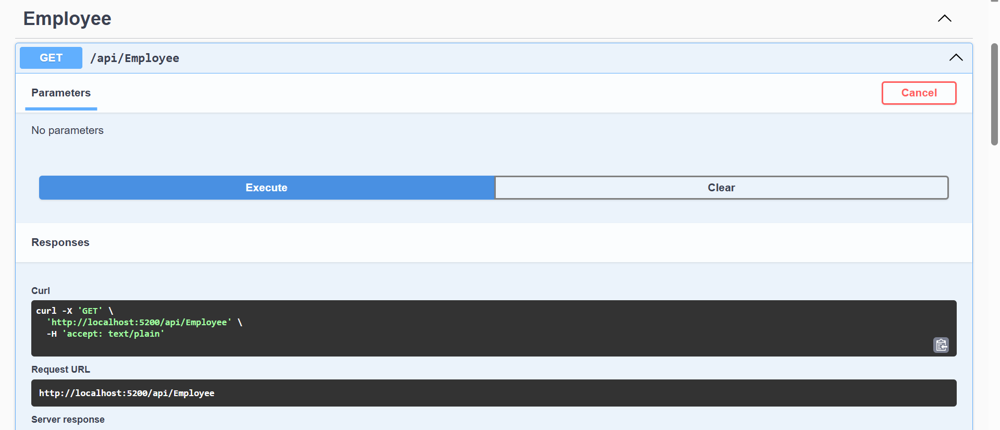 Employee
GET /api/Employee
Parameters
Cancel
No parameters
Execute
Clear
Responses
Curl
curl -X 'GET' \
  'http://localhost:5200/api/Employee' \
  -H 'accept: text/plain'
Request URL
http://localhost:5200/api/Employee
Server response